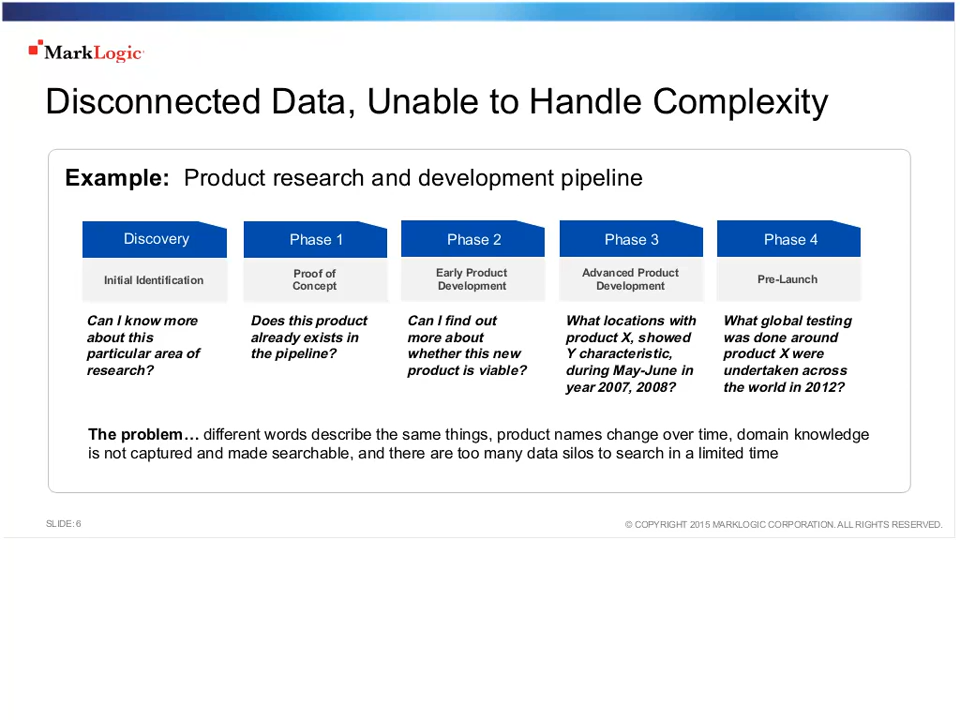 MarkLogic
Disconnected Data, Unable to Handle Complexity
Example: Product research and development pipeline
Discovery
Initial Identification
Can I know more
about this
particular area of
research?
Phase 1
Proof of
Concept
Does this product
already exists in
the pipeline?
Phase 2
Early Product
Development
Can I find out
more about
whether this new
product is viable?
Phase 3
Advanced Product
Development
What locations with
product X, showed
Y characteristic,
during May-June in
year 2007, 2008?
Phase 4
Pre-Launch
What global testing
was done around
product X were
undertaken across
the world in 2012?
The problem… different words describe the same things, product names change over time, domain knowledge
is not captured and made searchable, and there are too many data silos to search in a limited time
SLIDE: 6
© COPYRIGHT 2015 MARKLOGIC CORPORATION. ALL RIGHTS RESERVED.